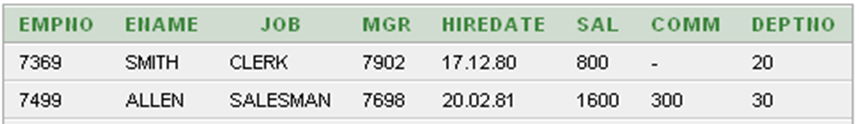 EMPNO ENAME JOB MGR HIREDATE SAL COMM DEPTNO
7369 SMITH CLERK 7902 17.12.80 800 - 20
7499 ALLEN SALESMAN 7698 20.02.81 1600 300 30